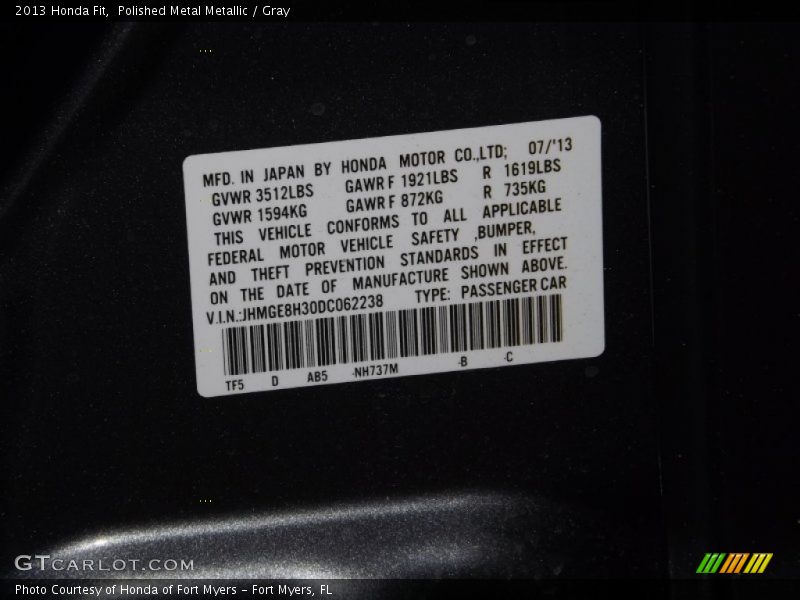 2013 Honda Fit, Polished Metal Metallic / Gray
MFD. IN JAPAN BY HONDA MOTOR CO.,LTD; 07/'13
GVWR 3512LBS GAWR F 1921LBS R 1619LBS
GVWR 1594KG GAWR F 872KG R 735KG
THIS VEHICLE CONFORMS TO ALL APPLICABLE
FEDERAL MOTOR VEHICLE SAFETY ,BUMPER,
AND THEFT PREVENTION STANDARDS IN EFFECT
ON THE DATE OF MANUFACTURE SHOWN ABOVE.
V.I.N.:JHMGE8H30DC062238 TYPE: PASSENGER CAR
TF5 D AB5 -NH737M -B -C
GTCARLOT.COM
Photo Courtesy of Honda of Fort Myers - Fort Myers, FL